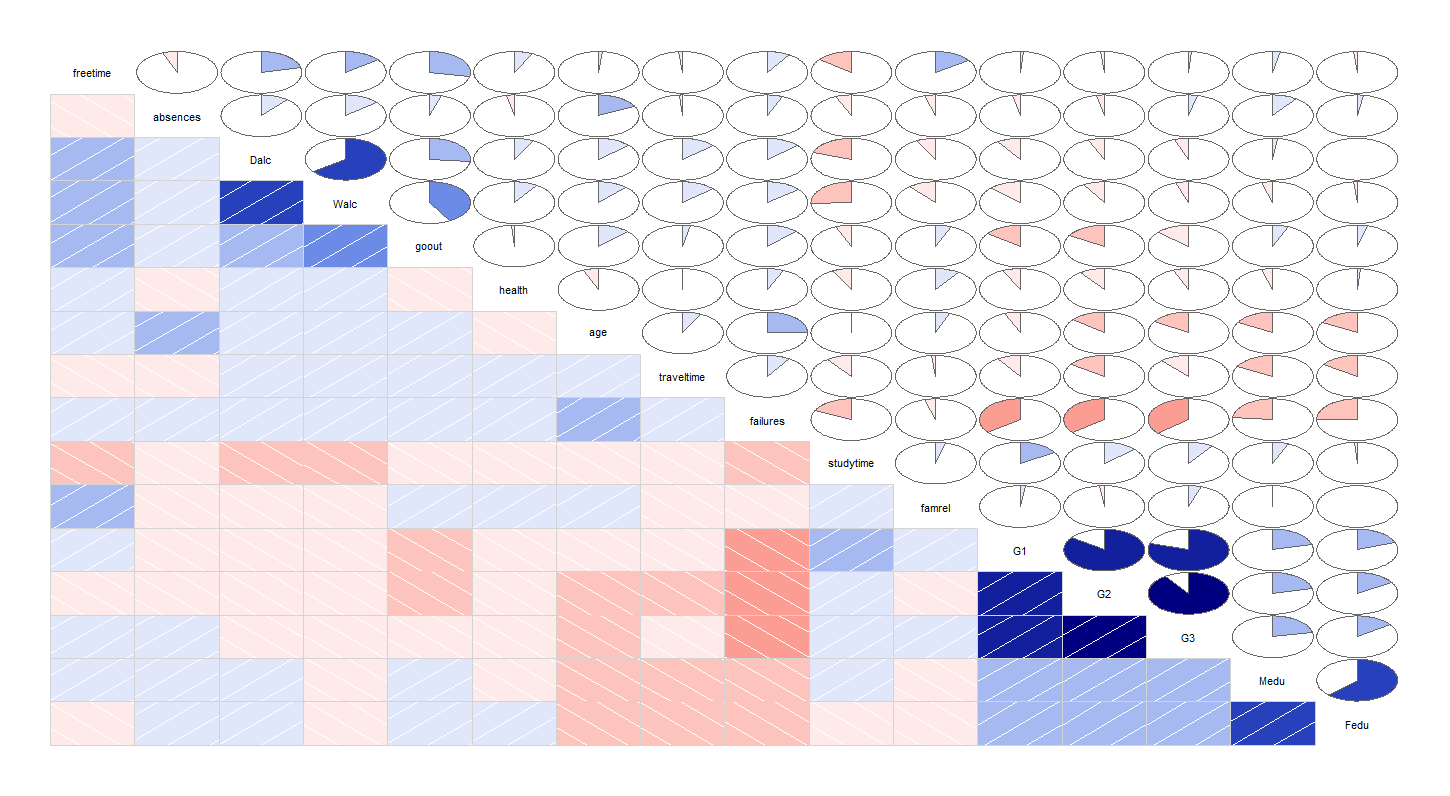 freetime
absences
Dalc
Walc
goout
health
age
traveltime
failures
studytime
famrel
G1
G2
G3
Medu
Fedu